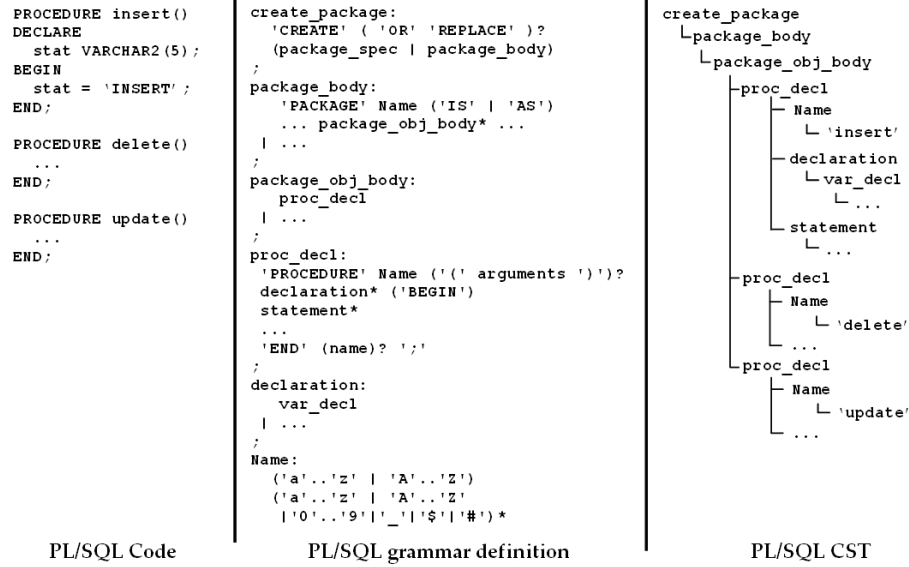 PROCEDURE insert()
DECLARE
stat VARCHAR2(5);
BEGIN
stat = 'INSERT';
END;
PROCEDURE delete()
...
END;
PROCEDURE update()
...
END;
PL/SQL Code
create_package:
'CREATE' ( 'OR' 'REPLACE' )?
(package_spec | package_body)
;
package_body:
'PACKAGE' Name ('IS' | 'AS')
... package_obj_body* ...
| ...
;
package_obj_body:
proc_decl
| ...
;
proc_decl:
'PROCEDURE' Name ('(' arguments ')')?
declaration* ('BEGIN')
statement*
...
'END' (name)? ';'
;
declaration:
var_decl
| ...
;
Name:
('a'..'z' | 'A'..'Z')
('a'..'z' | 'A'..'Z'
|'0'..'9'|'_'|'$'|'#')*
PL/SQL grammar definition
create_package
package_body
package_obj_body
proc_decl
Name
'insert'
declaration
var_decl
...
statement
...
proc_decl
Name
'delete'
...
proc_decl
Name
'update'
...
PL/SQL CST